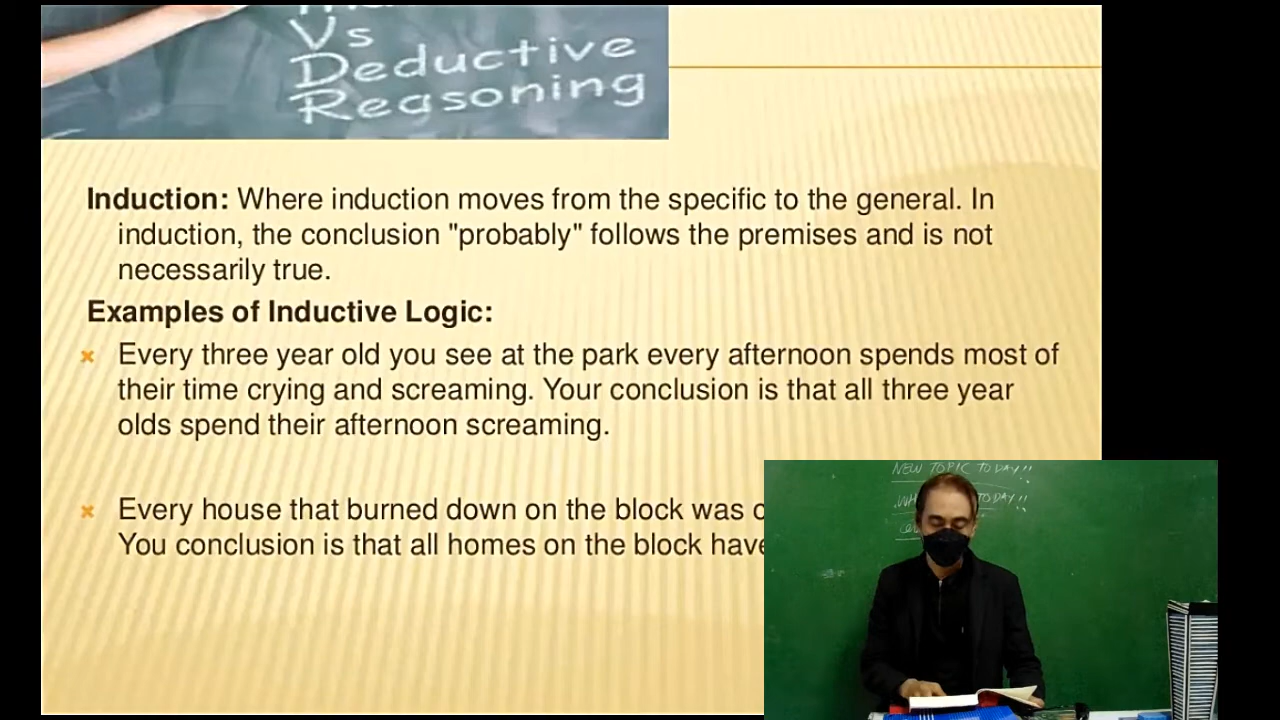 Vs
Deductive
Reasoning
Induction: Where induction moves from the specific to the general. In
induction, the conclusion "probably" follows the premises and is not
necessarily true.
Examples of Inductive Logic:
Every three year old you see at the park every afternoon spends most of
their time crying and screaming. Your conclusion is that all three year
olds spend their afternoon screaming.
Every house that burned down on the block was
You conclusion is that all homes on the block have
NEW TOPIC TODAY!!
TODAY!!